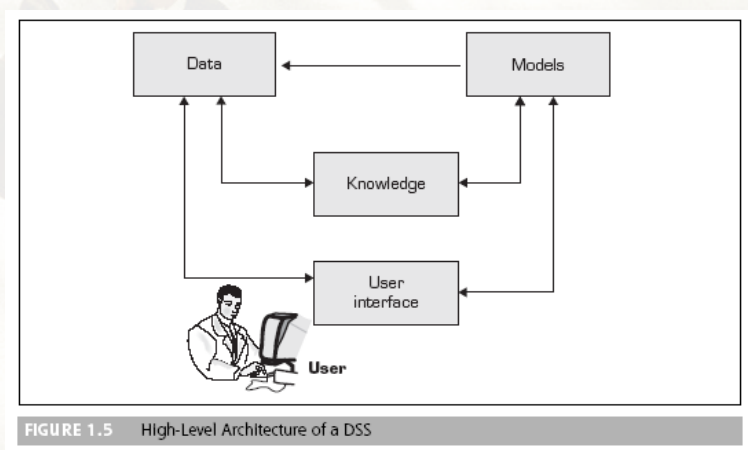 Data
Models
Knowledge
User
interface
User
FIGURE 1.5 High-Level Architecture of a DSS